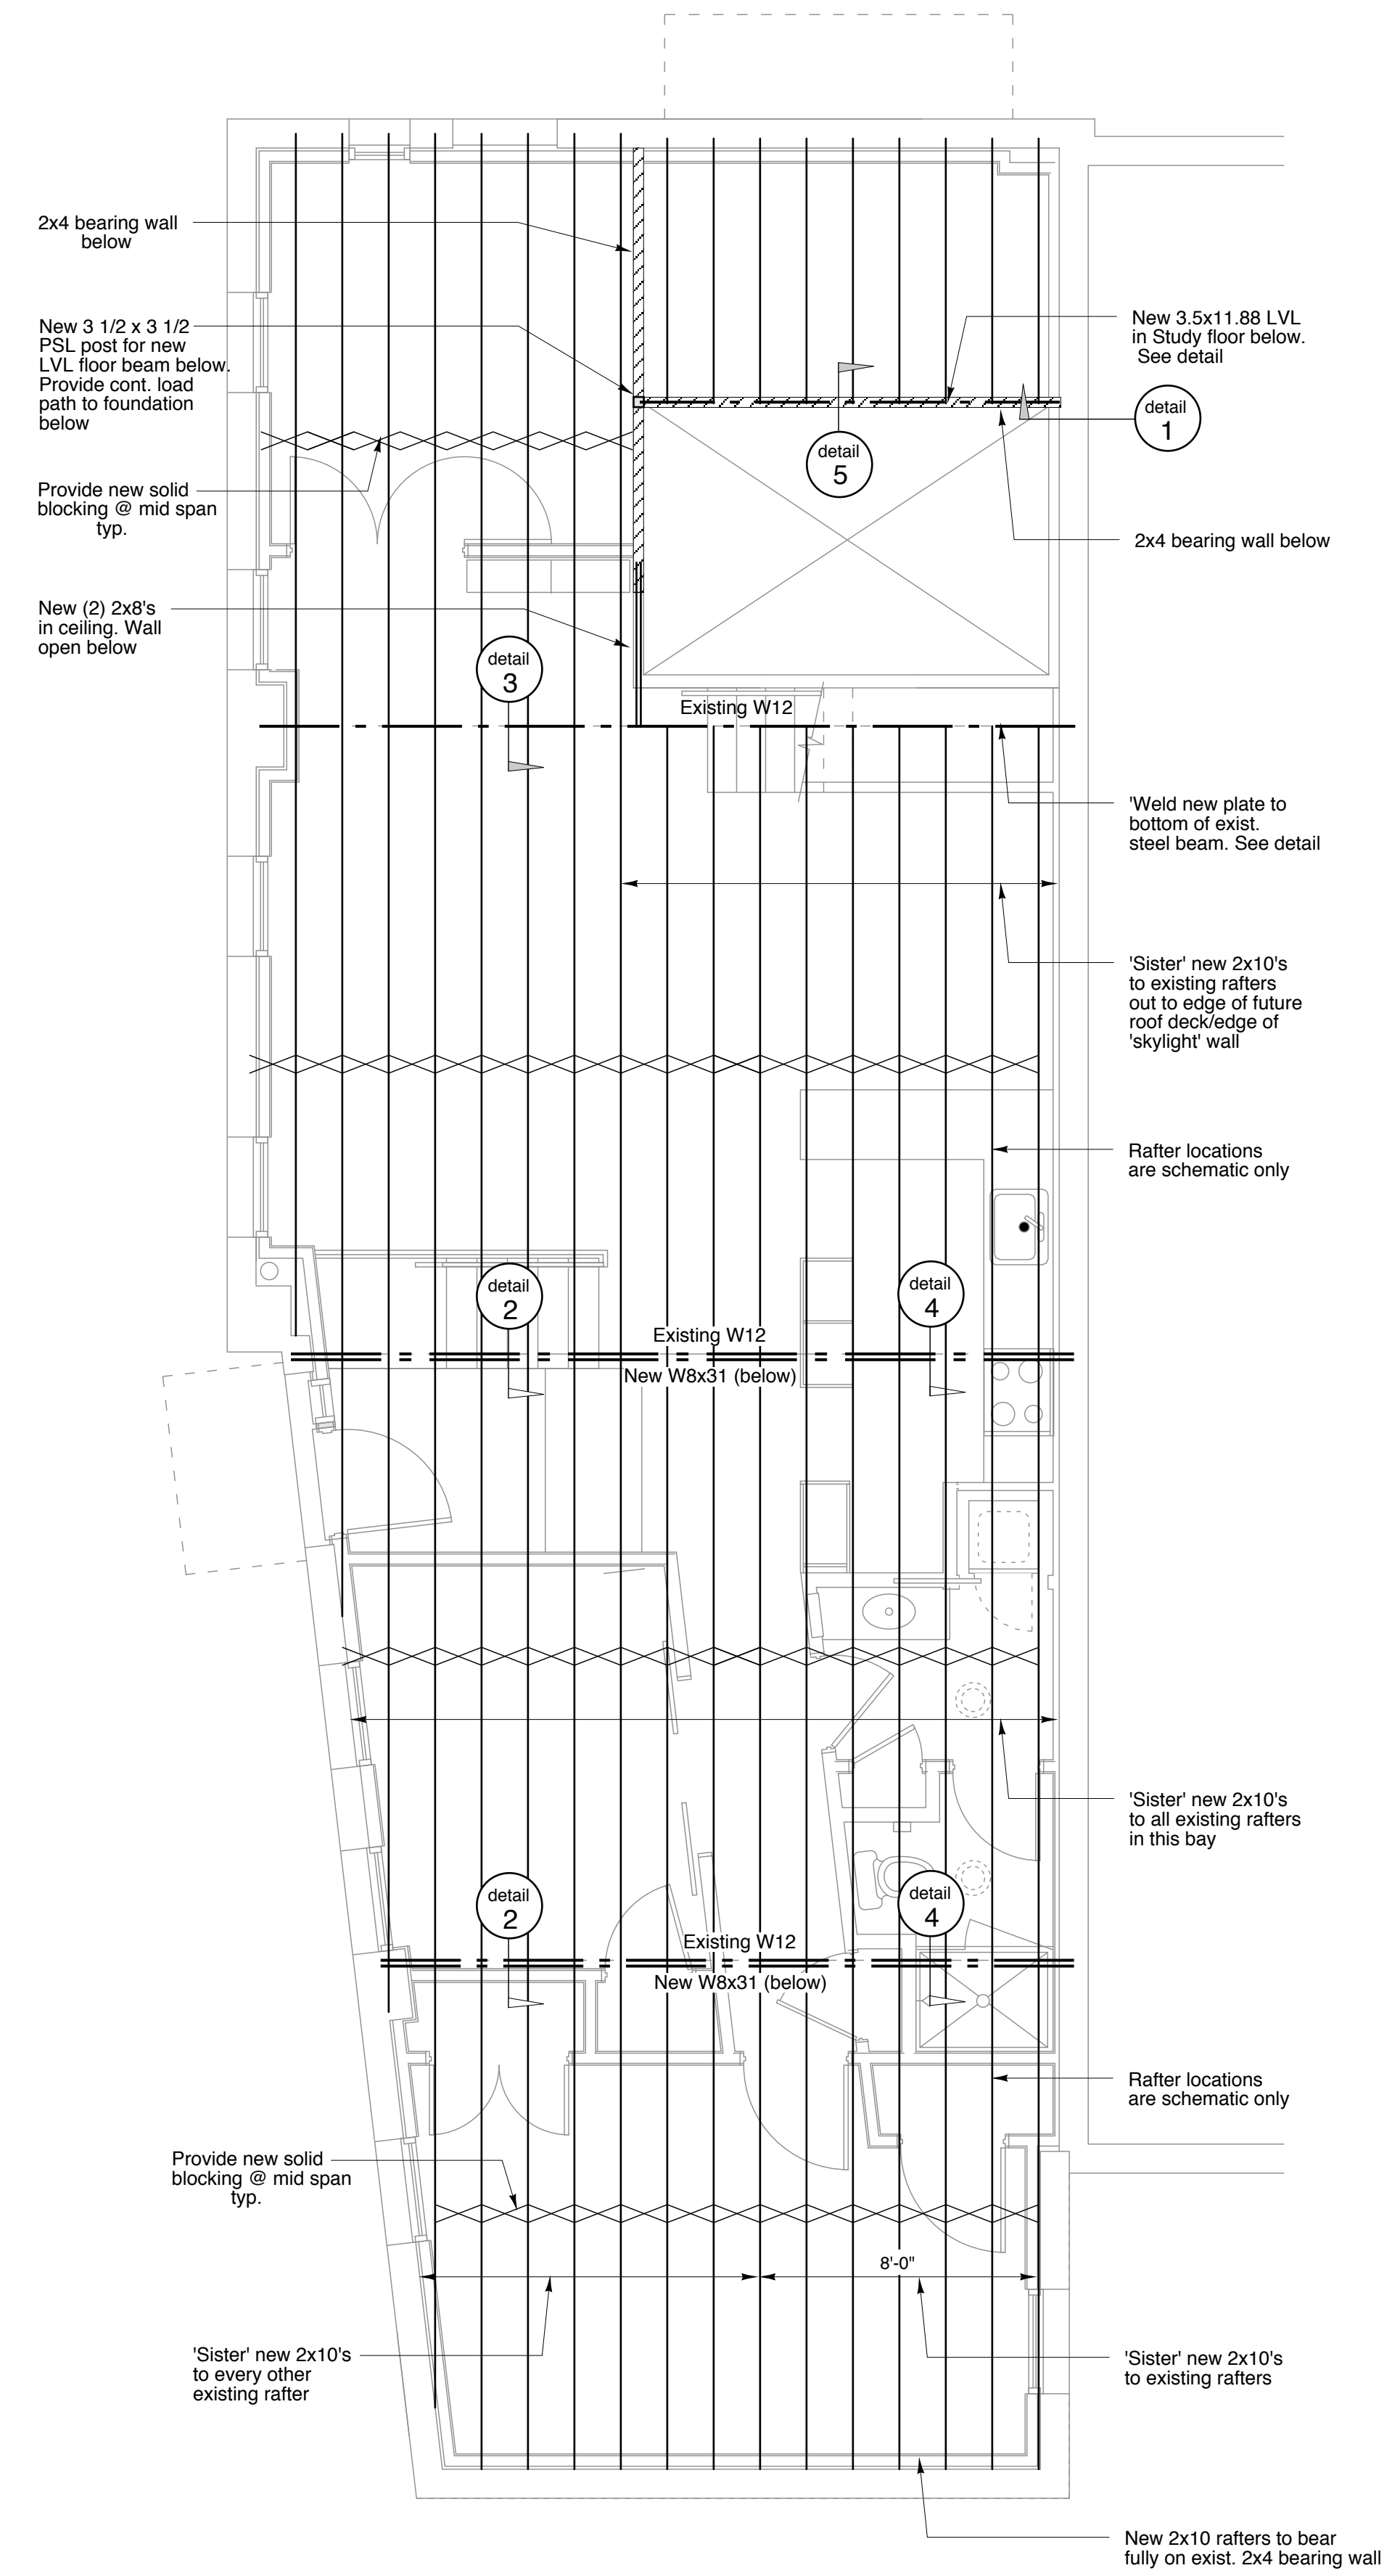 2x4 bearing wall
below
New 3 1/2 x 3 1/2
PSL post for new
LVL floor beam below.
Provide cont. load
path to foundation
below
New 3.5x11.88 LVL
in Study floor below.
See detail
detail
1
detail
5
Provide new solid
blocking @ mid span
typ.
2x4 bearing wall below
New (2) 2x8's
in ceiling. Wall
open below
detail
3
Existing W12
'Weld new plate to
bottom of exist.
steel beam. See detail
'Sister' new 2x10's
to existing rafters
out to edge of future
roof deck/edge of
'skylight' wall
Rafter locations
are schematic only
detail
2
detail
4
Existing W12
New W8x31 (below)
'Sister' new 2x10's
to all existing rafters
in this bay
detail
2
detail
4
Existing W12
New W8x31 (below)
Rafter locations
are schematic only
Provide new solid
blocking @ mid span
typ.
8'-0"
'Sister' new 2x10's
to every other
existing rafter
'Sister' new 2x10's
to existing rafters
New 2x10 rafters to bear
fully on exist. 2x4 bearing wall